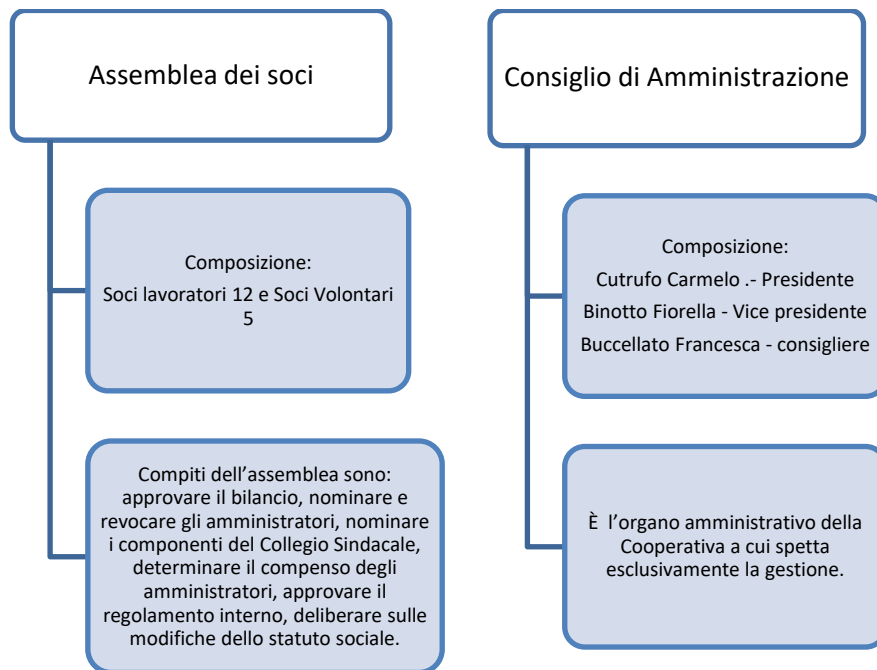 Assemblea dei soci
Composizione:
Soci lavoratori 12 e Soci Volontari
5
Compiti dell’assemblea sono:
approvare il bilancio, nominare e
revocare gli amministratori, nominare
i componenti del Collegio Sindacale,
determinare il compenso degli
amministratori, approvare il
regolamento interno, deliberare sulle
modifiche dello statuto sociale.
Consiglio di Amministrazione
Composizione:
Cutrufo Carmelo .- Presidente
Binotto Fiorella - Vice presidente
Buccellato Francesca - consigliere
È l’organo amministrativo della
Cooperativa a cui spetta
esclusivamente la gestione.